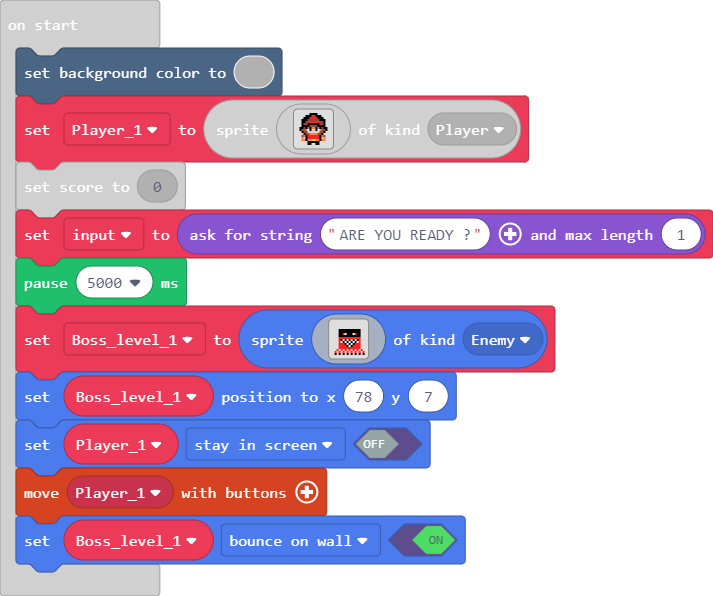 on start
set background color to
set Player_1 to sprite of kind Player
set score to 0
set input to ask for string "ARE YOU READY ?" and max length 1
pause 5000 ms
set Boss_level_1 to sprite of kind Enemy
set Boss_level_1 position to x 78 y 7
set Player_1 stay in screen OFF
move Player_1 with buttons
set Boss_level_1 bounce on wall ON